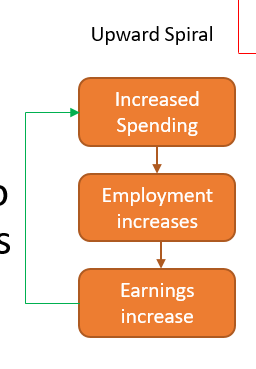 Upward Spiral
Increased
Spending
Employment
increases
Earnings
increase